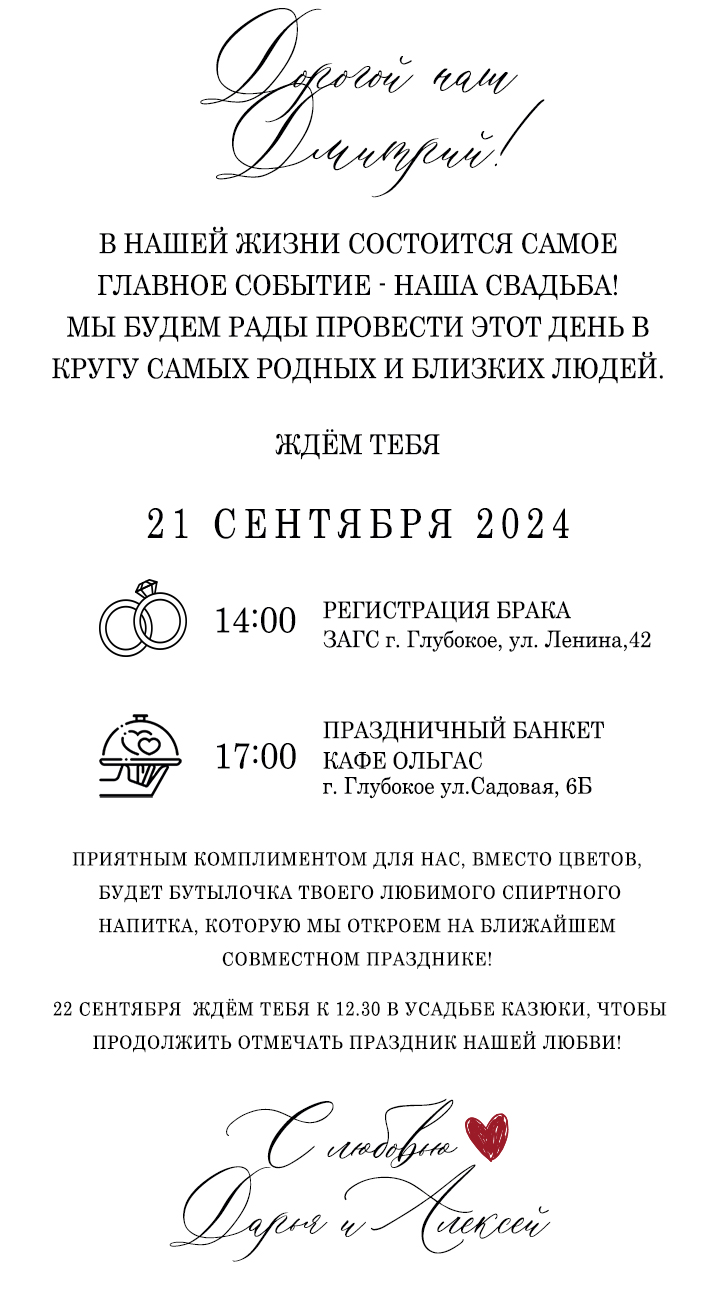 Дорогой наш
Дмитрий!
В НАШЕЙ ЖИЗНИ СОСТОИТСЯ САМОЕ
ГЛАВНОЕ СОБЫТИЕ - НАША СВАДЬБА!
МЫ БУДЕМ РАДЫ ПРОВЕСТИ ЭТОТ ДЕНЬ В
КРУГУ САМЫХ РОДНЫХ И БЛИЗКИХ ЛЮДЕЙ.
ЖДЁМ ТЕБЯ
21 СЕНТЯБРЯ 2024
14:00
РЕГИСТРАЦИЯ БРАКА
ЗАГС г. Глубокое, ул. Ленина,42
17:00
ПРАЗДНИЧНЫЙ БАНКЕТ
КАФЕ ОЛЬГАС
г. Глубокое ул.Садовая, 6Б
ПРИЯТНЫМ КОМПЛИМЕНТОМ ДЛЯ НАС, ВМЕСТО ЦВЕТОВ,
БУДЕТ БУТЫЛОЧКА ТВОЕГО ЛЮБИМОГО СПИРТНОГО
НАПИТКА, КОТОРУЮ МЫ ОТКРОЕМ НА БЛИЖАЙШЕМ
СОВМЕСТНОМ ПРАЗДНИКЕ!
22 СЕНТЯБРЯ ЖДЁМ ТЕБЯ К 12.30 В УСАДЬБЕ КАЗЮКИ, ЧТОБЫ
ПРОДОЛЖИТЬ ОТМЕЧАТЬ ПРАЗДНИК НАШЕЙ ЛЮБВИ!
С любовью
Дарья и Алексей